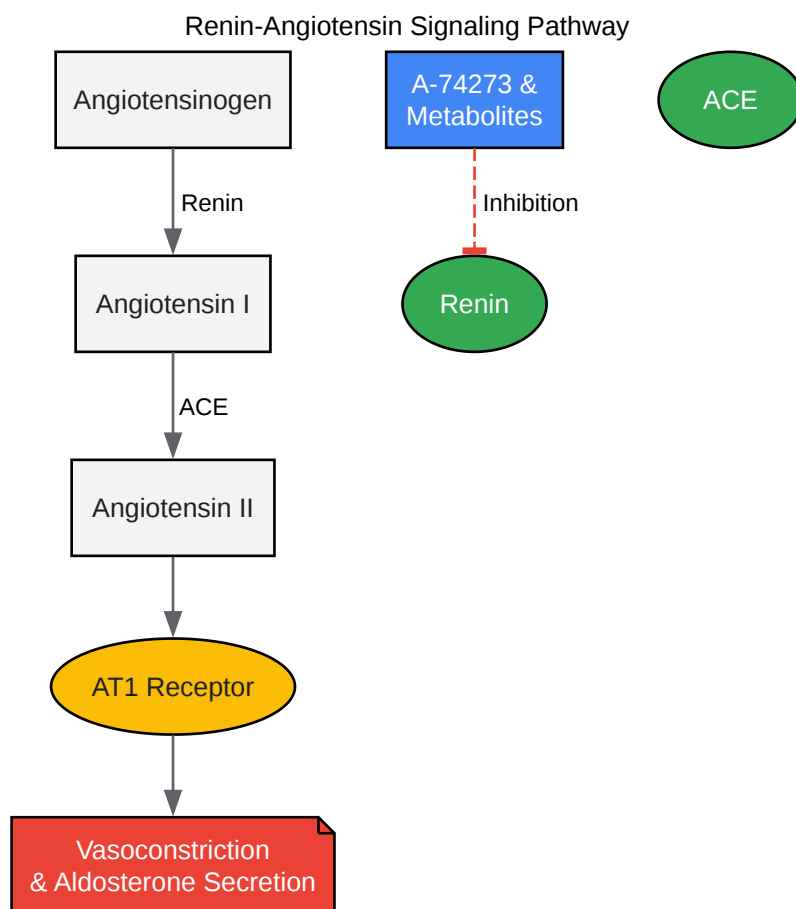 Renin-Angiotensin Signaling Pathway
Angiotensinogen
A-74273 &
Metabolites
ACE
Renin
Inhibition
Angiotensin I
Renin
ACE
Angiotensin II
AT1 Receptor
Vasoconstriction
& Aldosterone Secretion